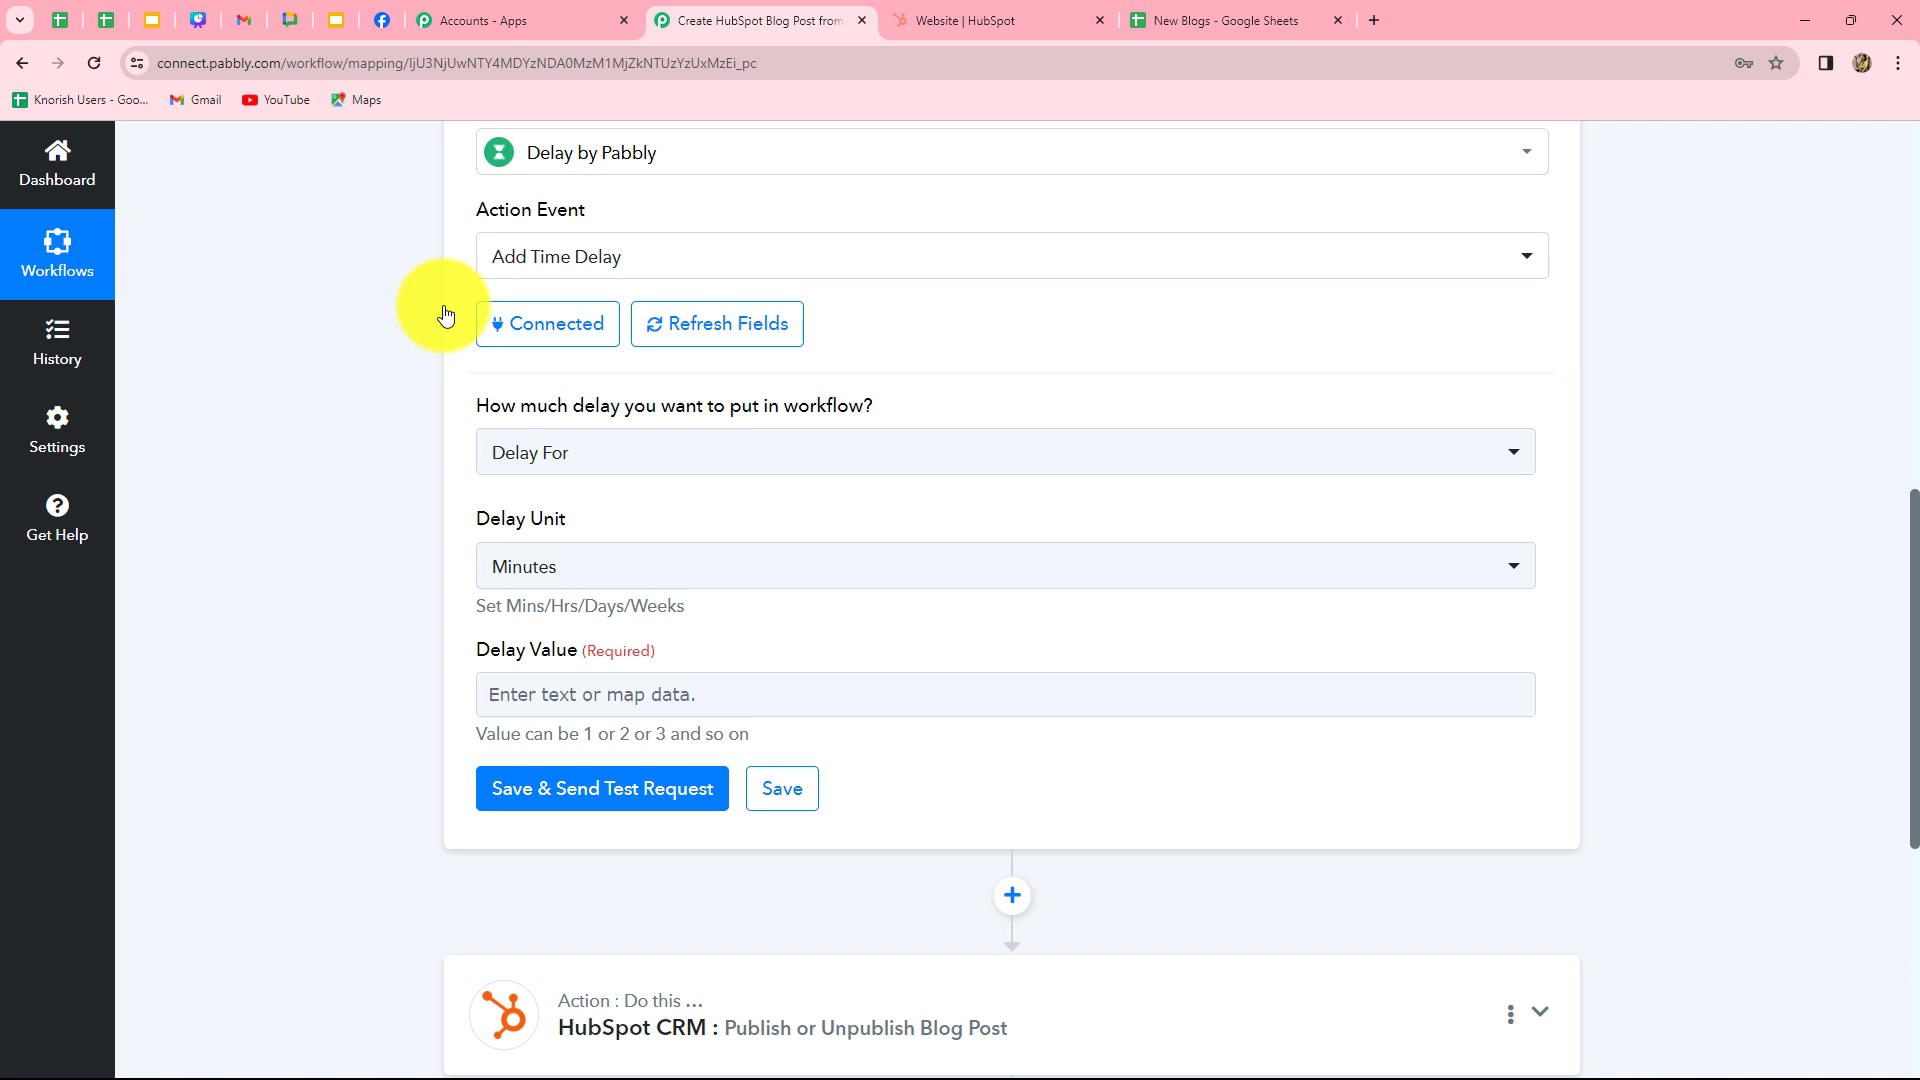 Accounts - Apps
Create HubSpot Blog Post from
Website | HubSpot
New Blogs - Google Sheets
connect.pabbly.com/workflow/mapping/IjU3NjUwNTY4MDYzNDA0MzM1MjZkNTUzYzUxMzEi_pc
Knorish Users - Goo...
Gmail
YouTube
Maps
Dashboard
Workflows
History
Settings
Get Help
Delay by Pabbly
Action Event
Add Time Delay
Connected
Refresh Fields
How much delay you want to put in workflow?
Delay For
Delay Unit
Minutes
Set Mins/Hrs/Days/Weeks
Delay Value (Required)
Enter text or map data.
Value can be 1 or 2 or 3 and so on
Save & Send Test Request
Save
Action : Do this ...
HubSpot CRM : Publish or Unpublish Blog Post